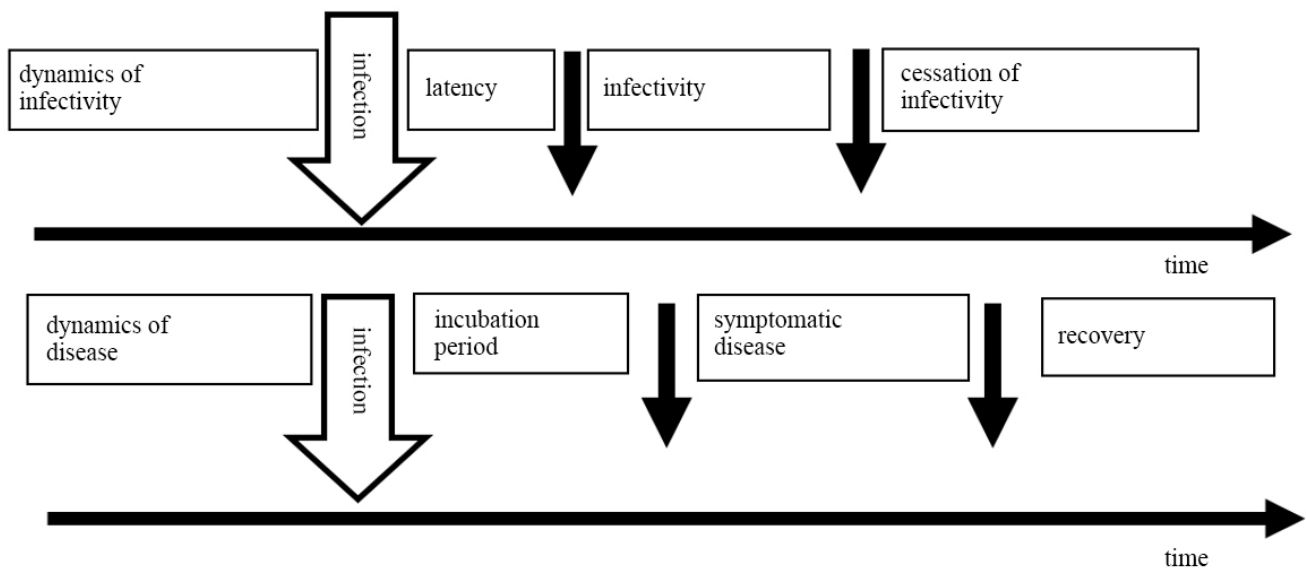 dynamics of
infectivity
infection
latency
infectivity
cessation of
infectivity
time
dynamics of
disease
infection
incubation
period
symptomatic
disease
recovery
time